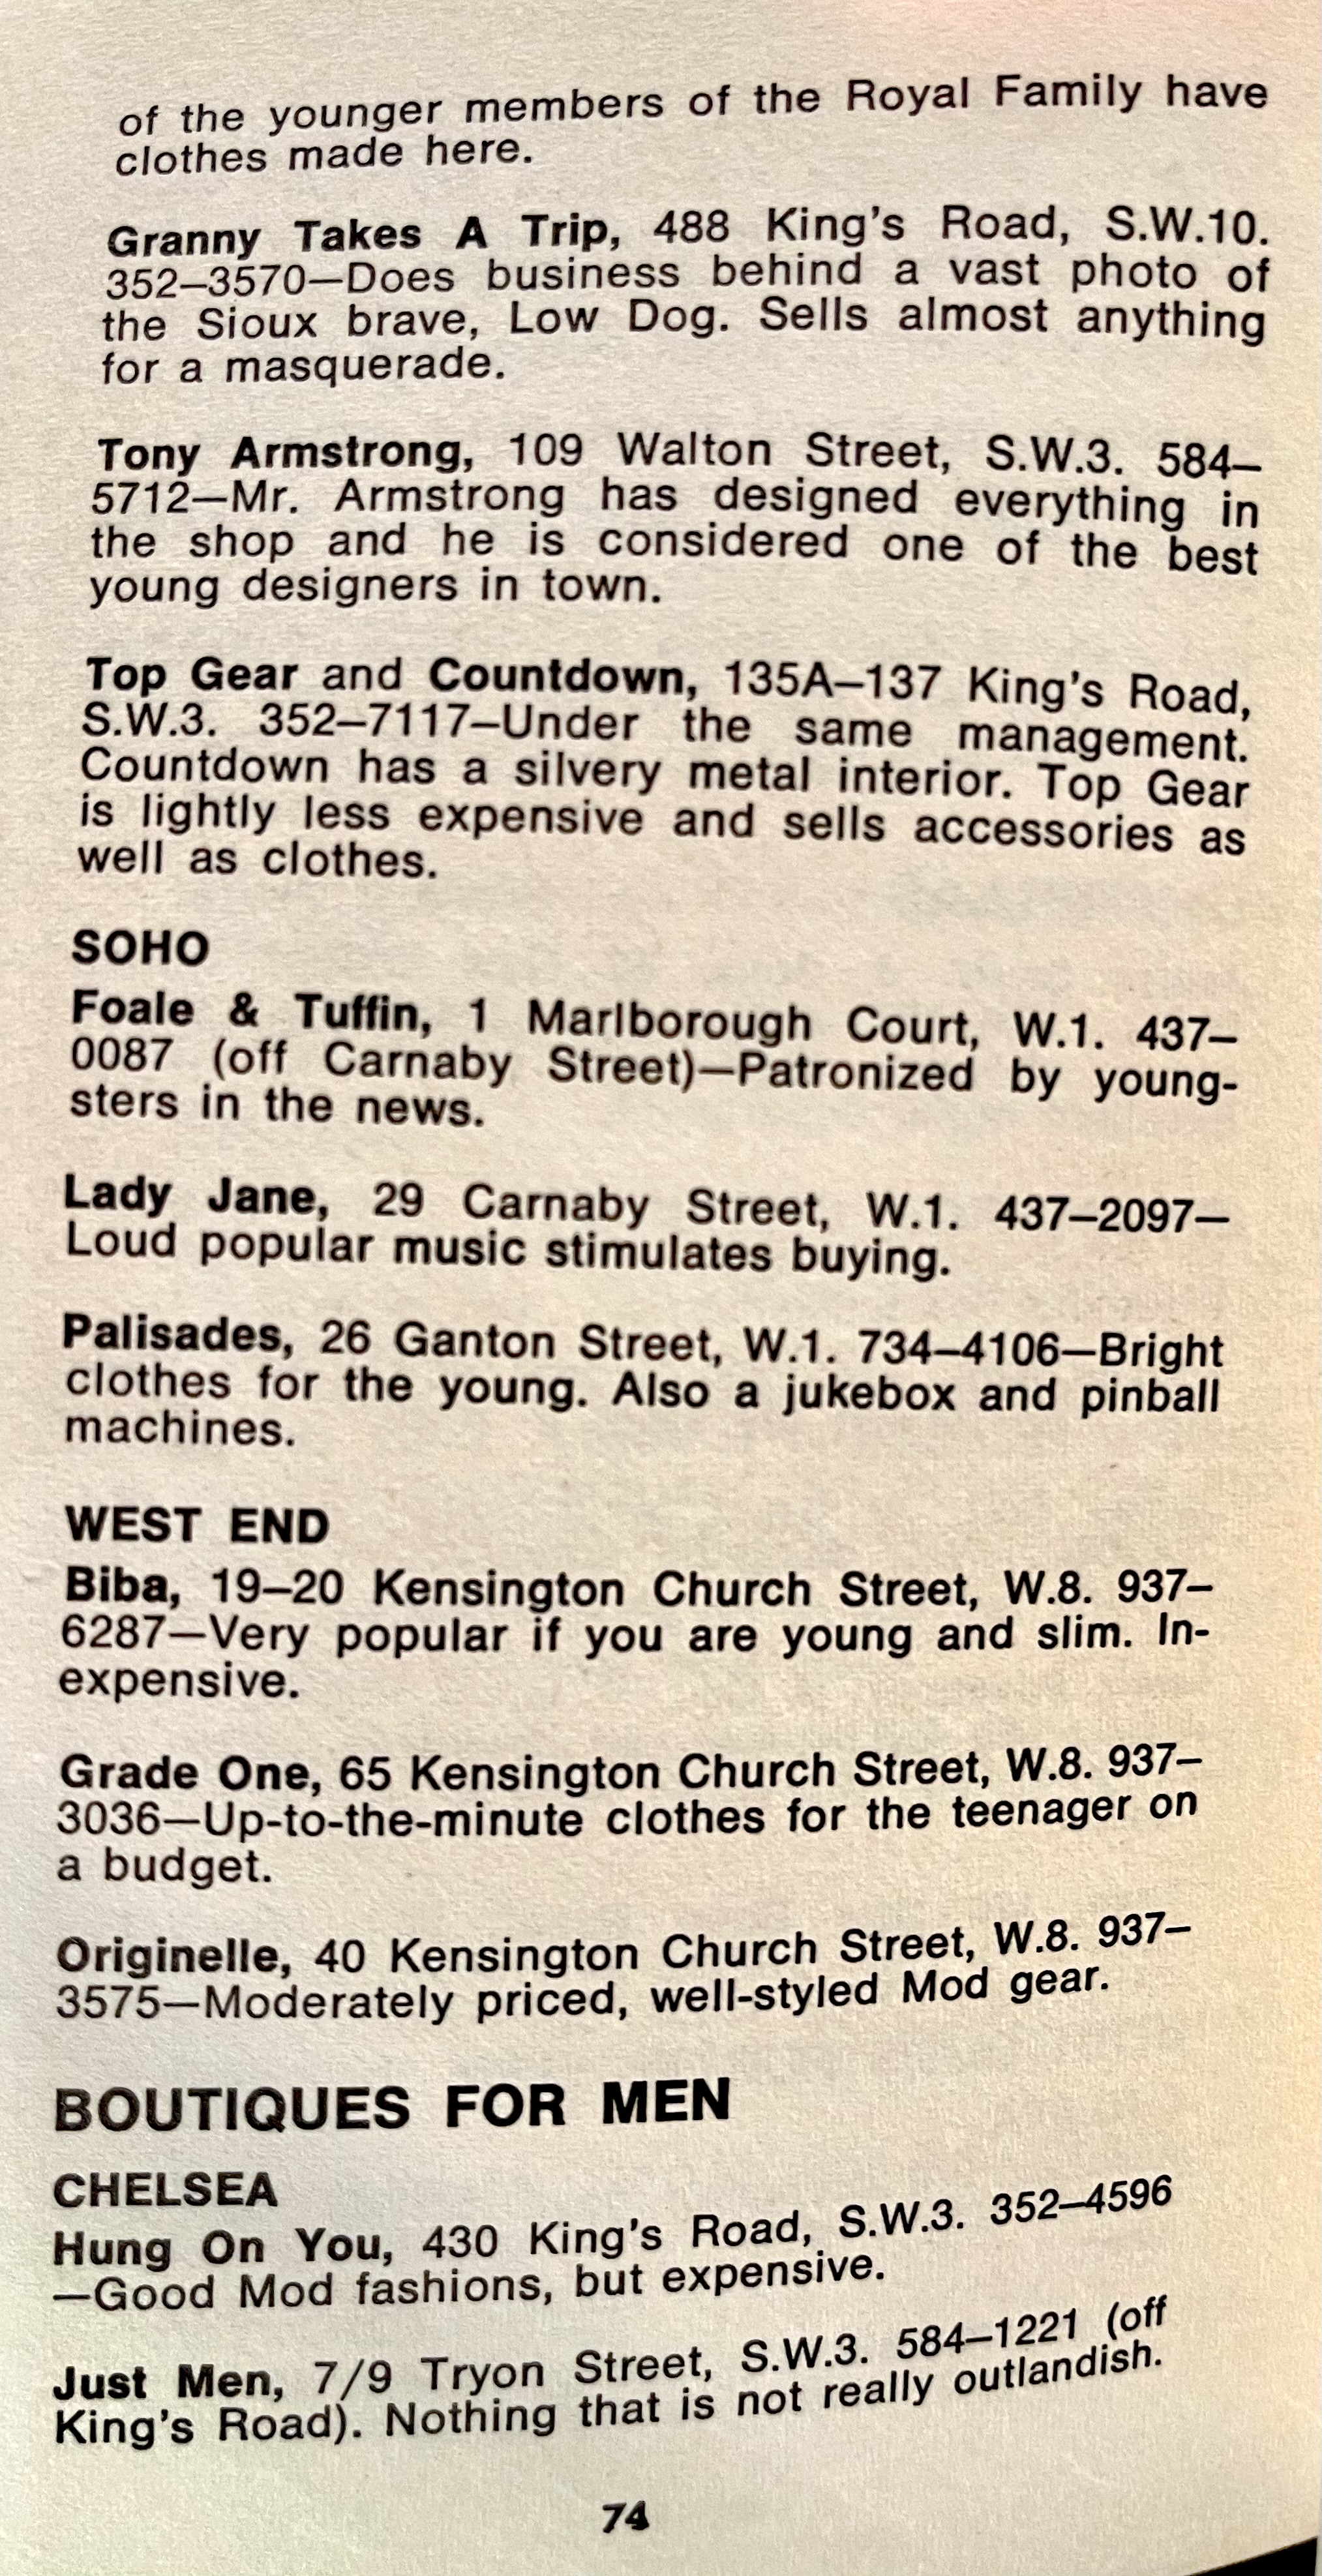 of the younger members of the Royal Family have
clothes made here.
Granny Takes A Trip, 488 King's Road, S.W.10.
352–3570—Does business behind a vast photo of
the Sioux brave, Low Dog. Sells almost anything
for a masquerade.
Tony Armstrong, 109 Walton Street, S.W.3. 584–
5712—Mr. Armstrong has designed everything in
the shop and he is considered one of the best
young designers in town.
Top Gear and Countdown, 135A–137 King's Road,
S.W.3. 352–7117–Under the same management.
Countdown has a silvery metal interior. Top Gear
is lightly less expensive and sells accessories as
well as clothes.
SOHO
Foale & Tuffin, 1 Marlborough Court, W.1. 437–
0087 (off Carnaby Street)—Patronized by young-
sters in the news.
Lady Jane, 29 Carnaby Street, W.1. 437–2097—
Loud popular music stimulates buying.
Palisades, 26 Ganton Street, W.1. 734–4106—Bright
clothes for the young. Also a jukebox and pinball
machines.
WEST END
Biba, 19–20 Kensington Church Street, W.8. 937–
6287—Very popular if you are young and slim. In-
expensive.
Grade One, 65 Kensington Church Street, W.8. 937–
3036—Up-to-the-minute clothes for the teenager on
a budget.
Originelle, 40 Kensington Church Street, W.8. 937–
3575—Moderately priced, well-styled Mod gear.
BOUTIQUES FOR MEN
CHELSEA
Hung On You, 430 King's Road, S.W.3. 352–4596
—Good Mod fashions, but expensive.
Just Men, 7/9 Tryon Street, S.W.3. 584–1221 (off
King's Road). Nothing that is not really outlandish.
74